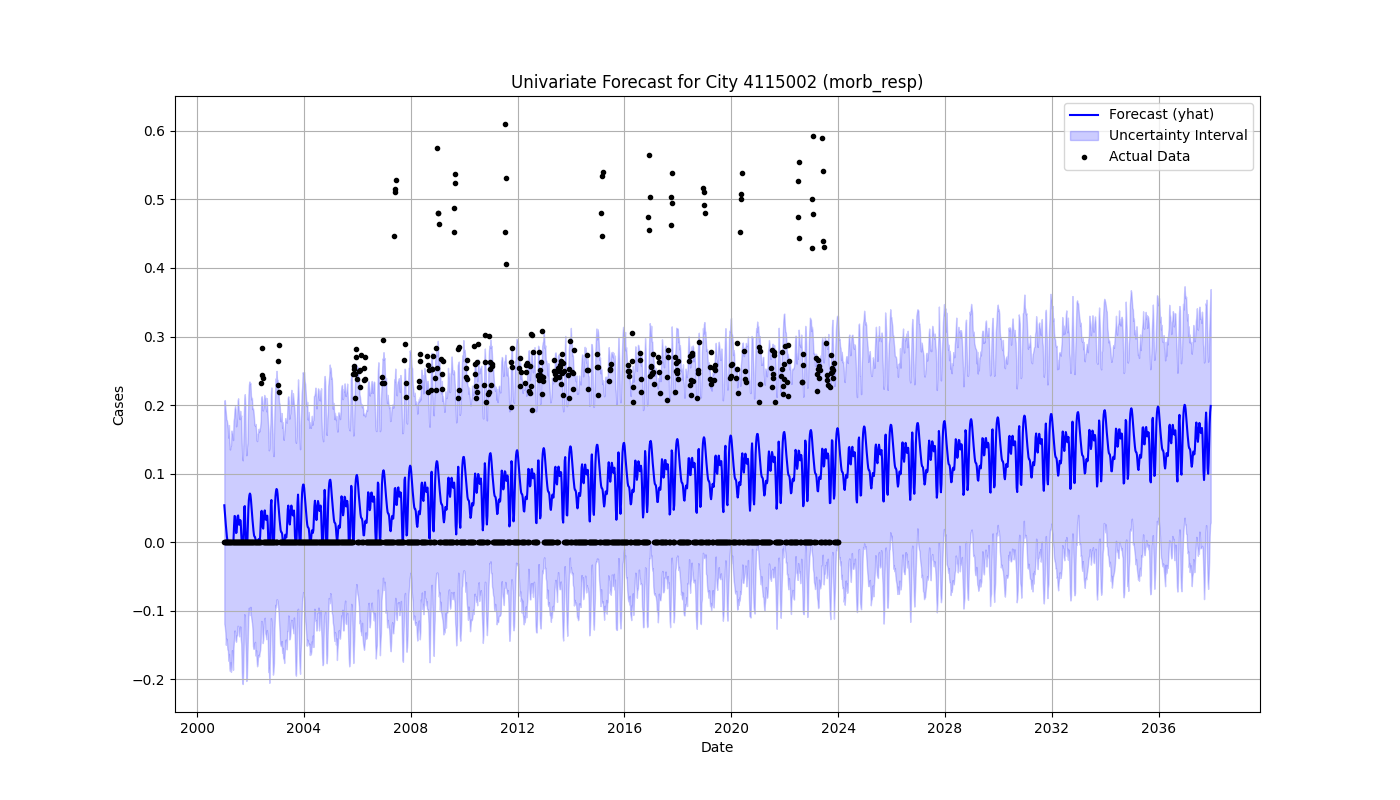 Univariate Forecast for City 4115002 (morb_resp)
Forecast (yhat)
Uncertainty Interval
Actual Data
Cases
0.6
0.5
0.4
0.3
0.2
0.1
0.0
−0.1
−0.2
2000 2004 2008 2012 2016 2020 2024 2028 2032 2036
Date